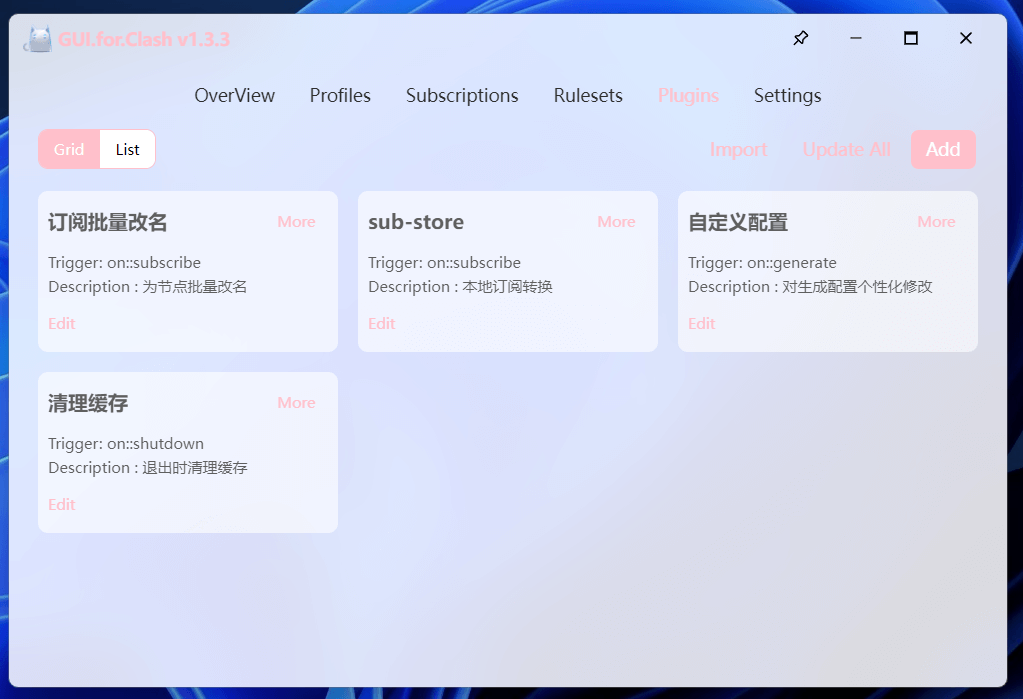 GUI.for.Clash v1.3.3
OverView Profiles Subscriptions Rulesets Plugins Settings
Grid List Import Update All Add
订阅批量改名 More
Trigger: on::subscribe
Description : 为节点批量改名
Edit
sub-store More
Trigger: on::subscribe
Description : 本地订阅转换
Edit
自定义配置 More
Trigger: on::generate
Description : 对生成配置个性化修改
Edit
清理缓存 More
Trigger: on::shutdown
Description : 退出时清理缓存
Edit